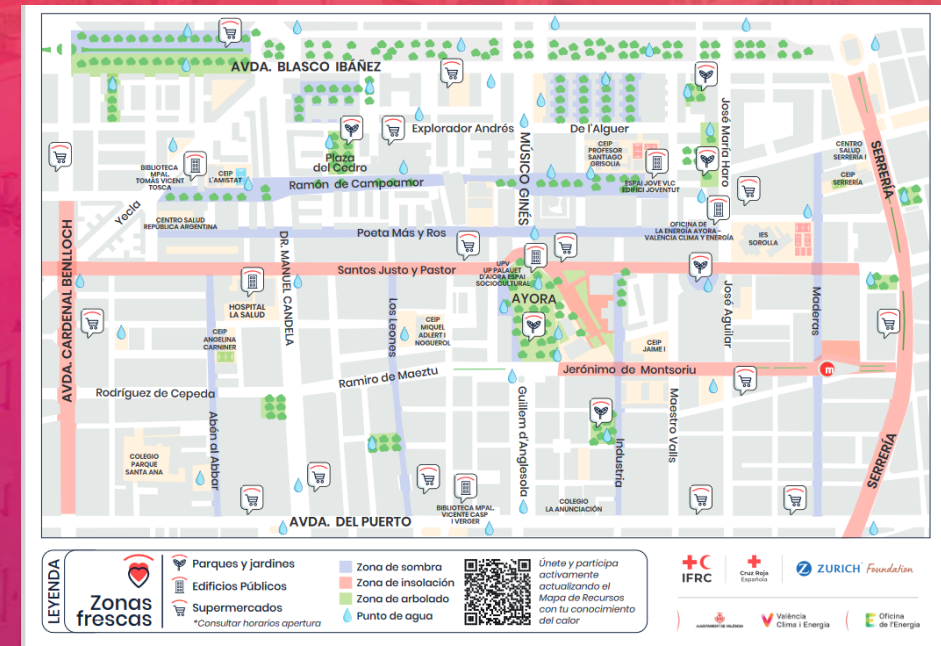 AVDA. BLASCO IBÁÑEZ
Explorador Andrés
De l'Alguer
MÚSICO GINÉS
José María Haro
SERRERÍA
CENTRO
SALUD
SERRERÍA I
CEIP
SERRERÍA
CEIP
PROFESOR
SANTIAGO
GRISOLIA
ESPAI JOVE VLC
EDIFICI JOVENTUT
Plaza
del Cedro
BIBLIOTECA
MPAL.
TOMÁS VICENT
TOSCA
CEIP
L'AMISTAT
Ramón de Campoamor
Yecla
CENTRO SALUD
REPÚBLICA ARGENTINA
Poeta Más y Ros
OFICINA DE
LA ENERGÍA AYORA -
VALENCIA CLIMA Y ENERGÍA
IES
SOROLLA
AVDA. CARDENAL BENLLOCH
DR. MANUEL CANDELA
Santos Justo y Pastor
UPV
UP PALAUET
D'AIORA ESPAI
SOCIOCULTURAL
AYORA
HOSPITAL
LA SALUD
CEIP
ANGELINA
CARNICER
Los Leones
CEIP
MIQUEL
ADLERT I
NOGUEROL
CEIP
JAIME I
José Aguilar
Maderas
Jerónimo de Montsoriu
m
Ramiro de Maeztu
Rodríguez de Cepeda
Abén al Abbar
Guillem d'Anglesola
Industria
Maestro Valls
SERRERÍA
COLEGIO
PARQUE
SANTA ANA
BIBLIOTECA MPAL.
VICENTE CASP
I VERGER
COLEGIO
LA ANUNCIACIÓN
AVDA. DEL PUERTO
LEYENDA
Zonas
frescas
Parques y jardines
Edificios Públicos
Supermercados
*Consultar horarios apertura
Zona de sombra
Zona de insolación
Zona de arbolado
Punto de agua
Únete y participa
activamente
actualizando el
Mapa de Recursos
con tu conocimiento
del calor
IFRC
Cruz Roja
Española
ZURICH Foundation
AJUNTAMENT DE VALÈNCIA
València
Clima i Energia
Oficina
de l'Energia